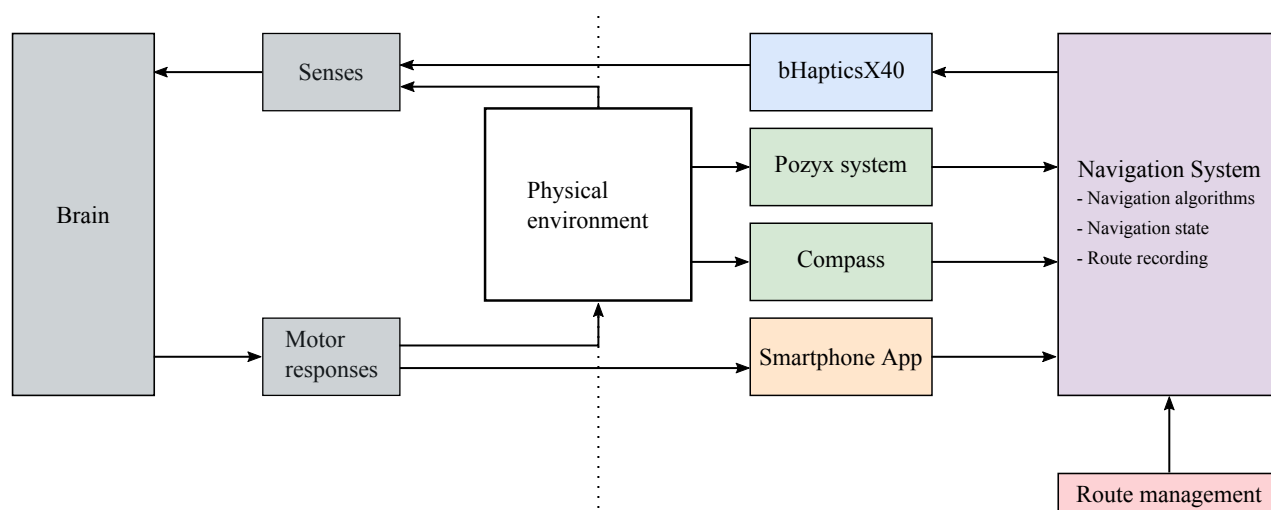 Brain
Senses
Motor
responses
Physical
environment
bHapticsX40
Pozyx system
Compass
Smartphone App
Navigation System
- Navigation algorithms
- Navigation state
- Route recording
Route management